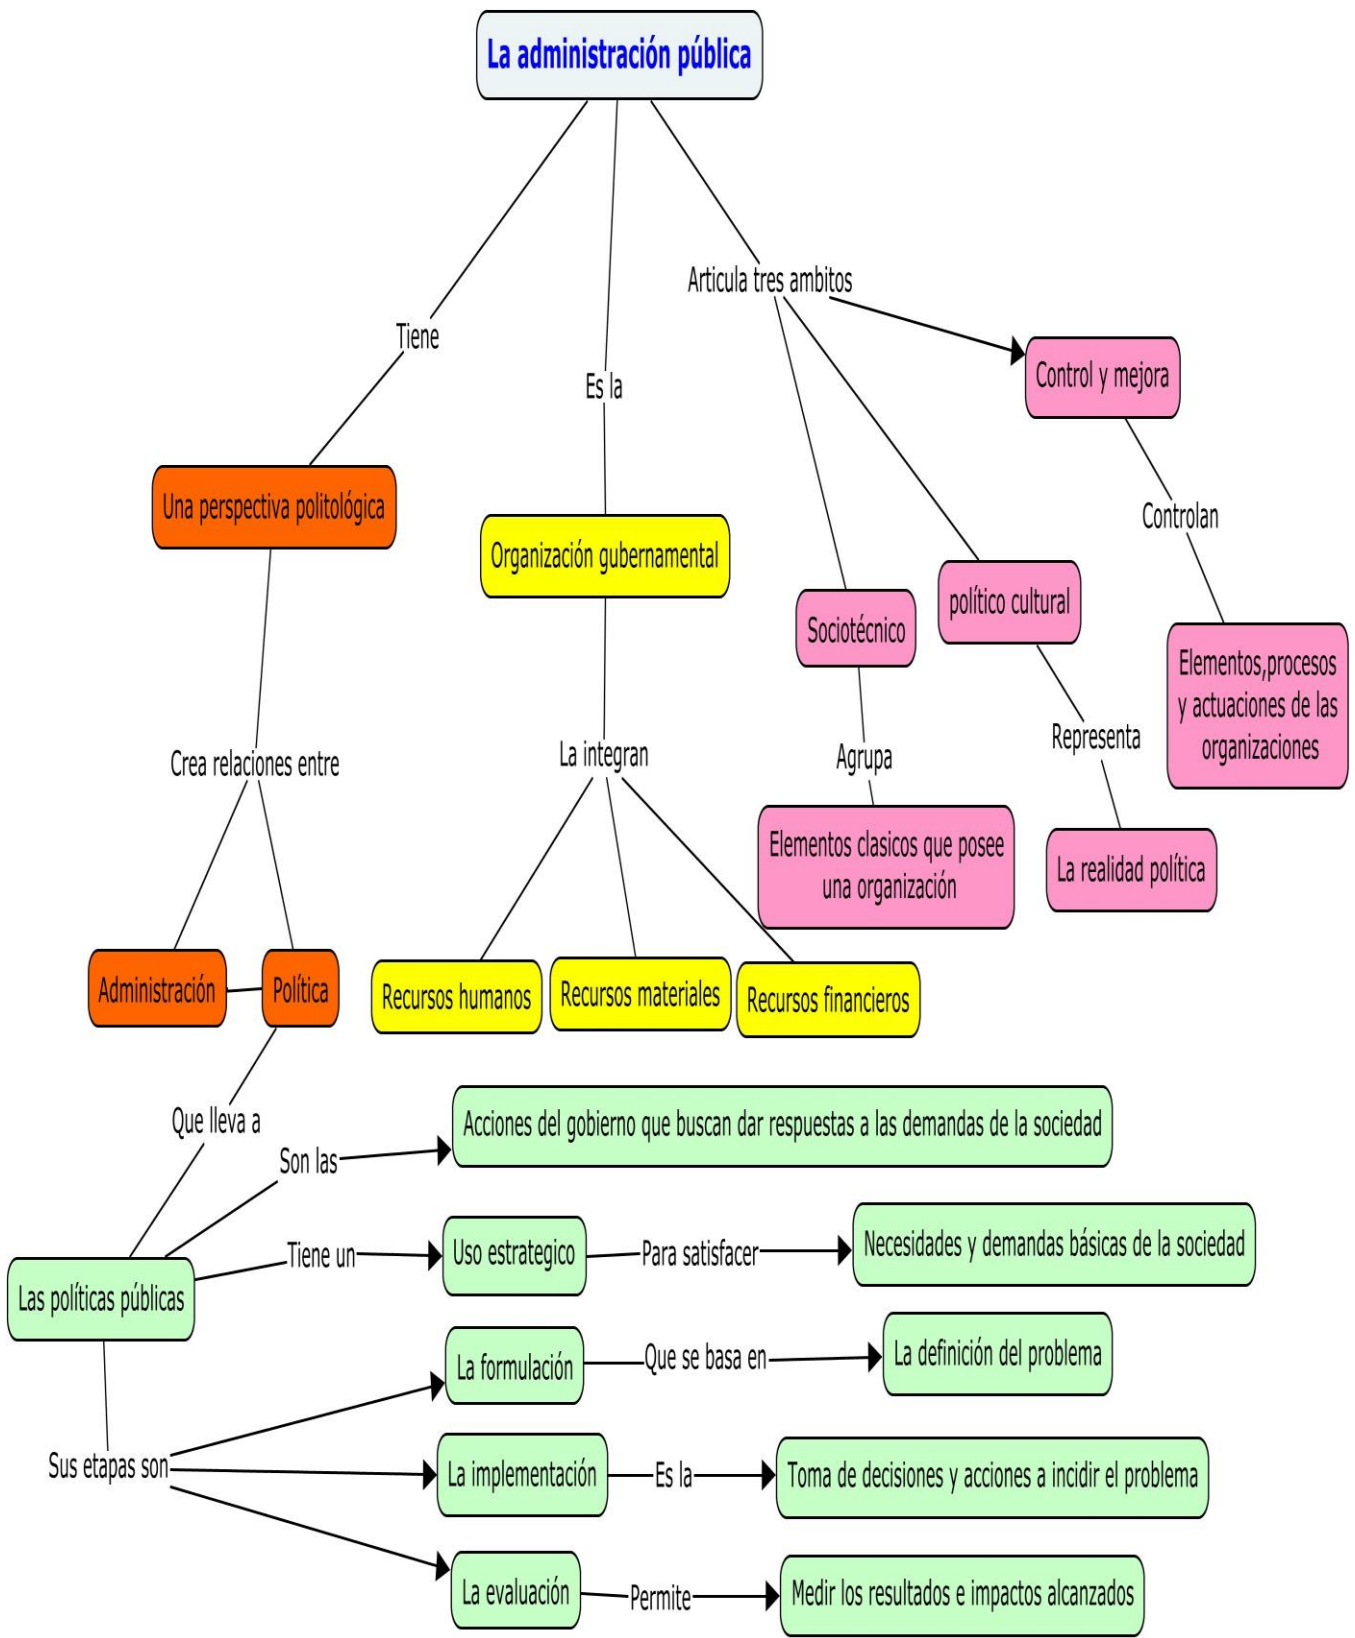 La administración pública
Articula tres ambitos
Tiene
Es la
Control y mejora
Una perspectiva politológica
Organización gubernamental
Controlan
Sociotécnico
político cultural
Elementos,procesos
y actuaciones de las
organizaciones
Crea relaciones entre
La integran
Agrupa
Representa
Elementos clasicos que posee
una organización
La realidad política
Administración
Política
Recursos humanos
Recursos materiales
Recursos financieros
Que lleva a
Son las
Acciones del gobierno que buscan dar respuestas a las demandas de la sociedad
Las políticas públicas
Tiene un
Uso estrategico
Para satisfacer
Necesidades y demandas básicas de la sociedad
La formulación
Que se basa en
La definición del problema
Sus etapas son
La implementación
Es la
Toma de decisiones y acciones a incidir el problema
La evaluación
Permite
Medir los resultados e impactos alcanzados